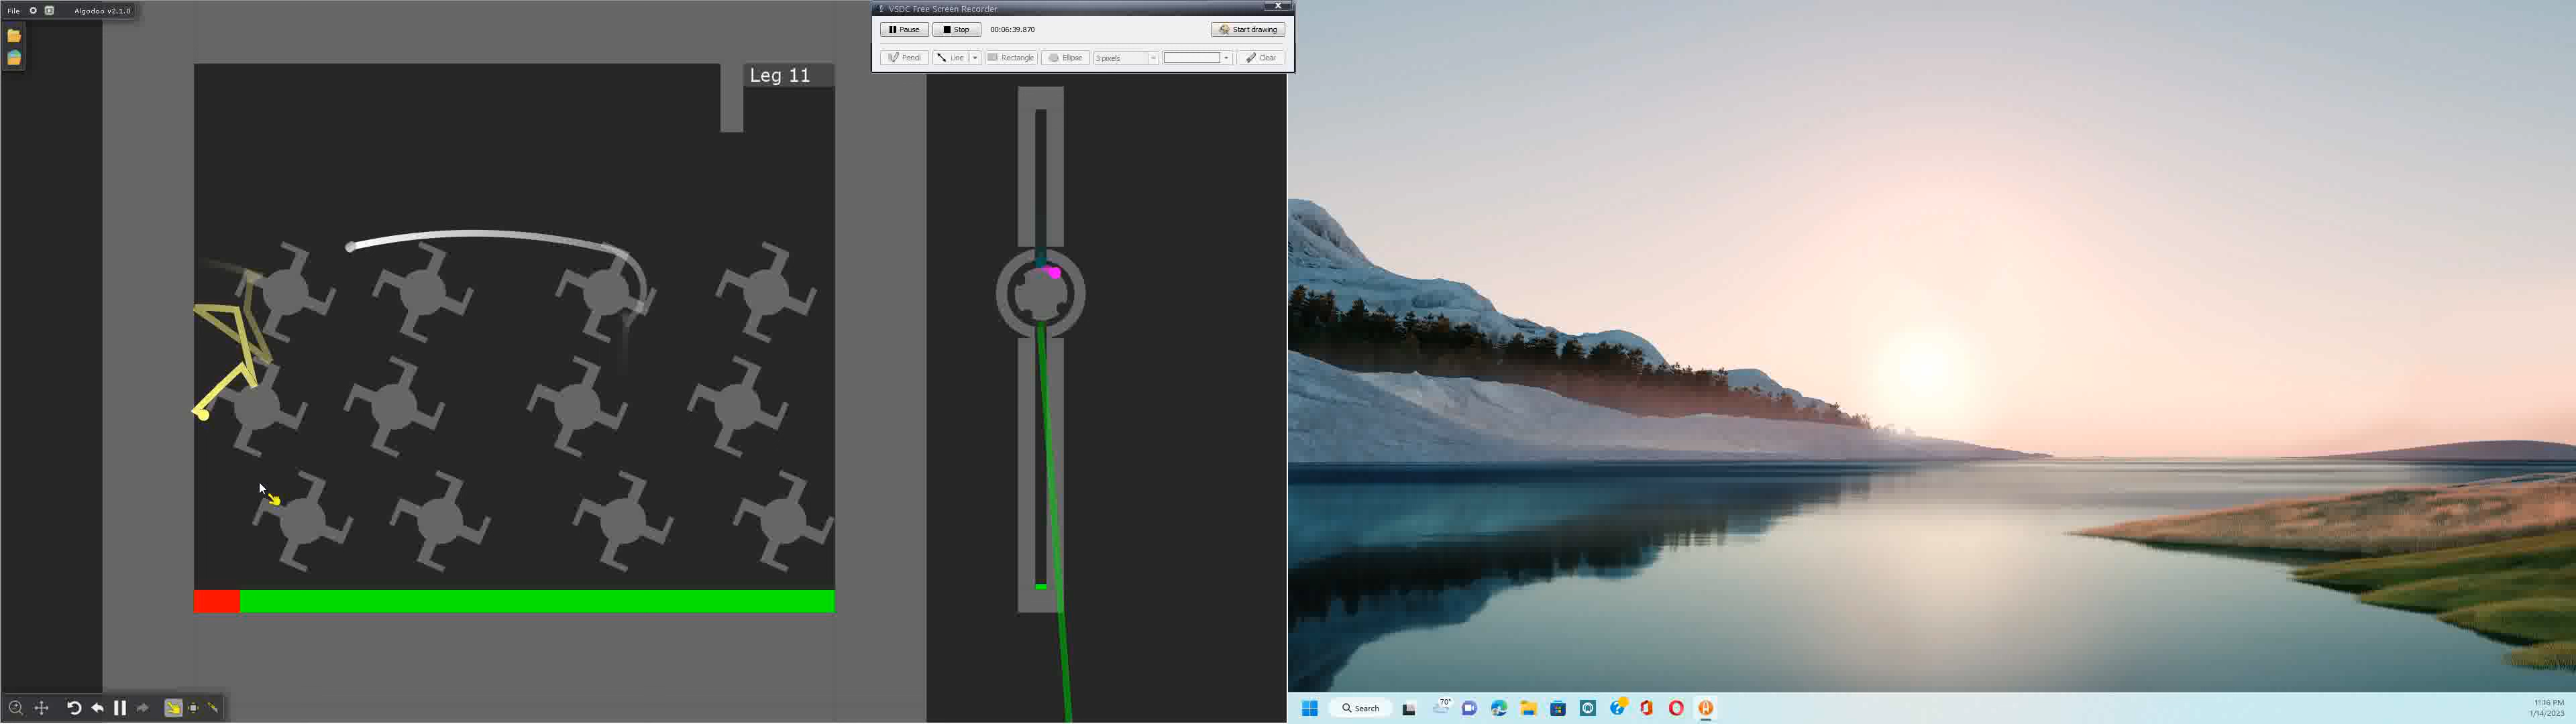 File Algodoo v2.1.0
VSDC Free Screen Recorder
Pause Stop 00:06:39.870 Start drawing
Pencil Line Rectangle Ellipse 3 pixels Clear
Leg 11
70°
Search
11:16 PM
1/14/2023